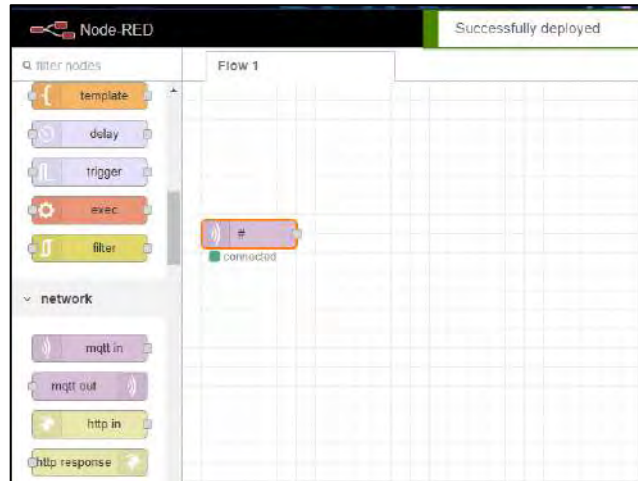 Node-RED
Successfully deployed
filter nodes
Flow 1
template
delay
trigger
exec
filter
#
connected
network
mqtt in
mqtt out
http in
http response